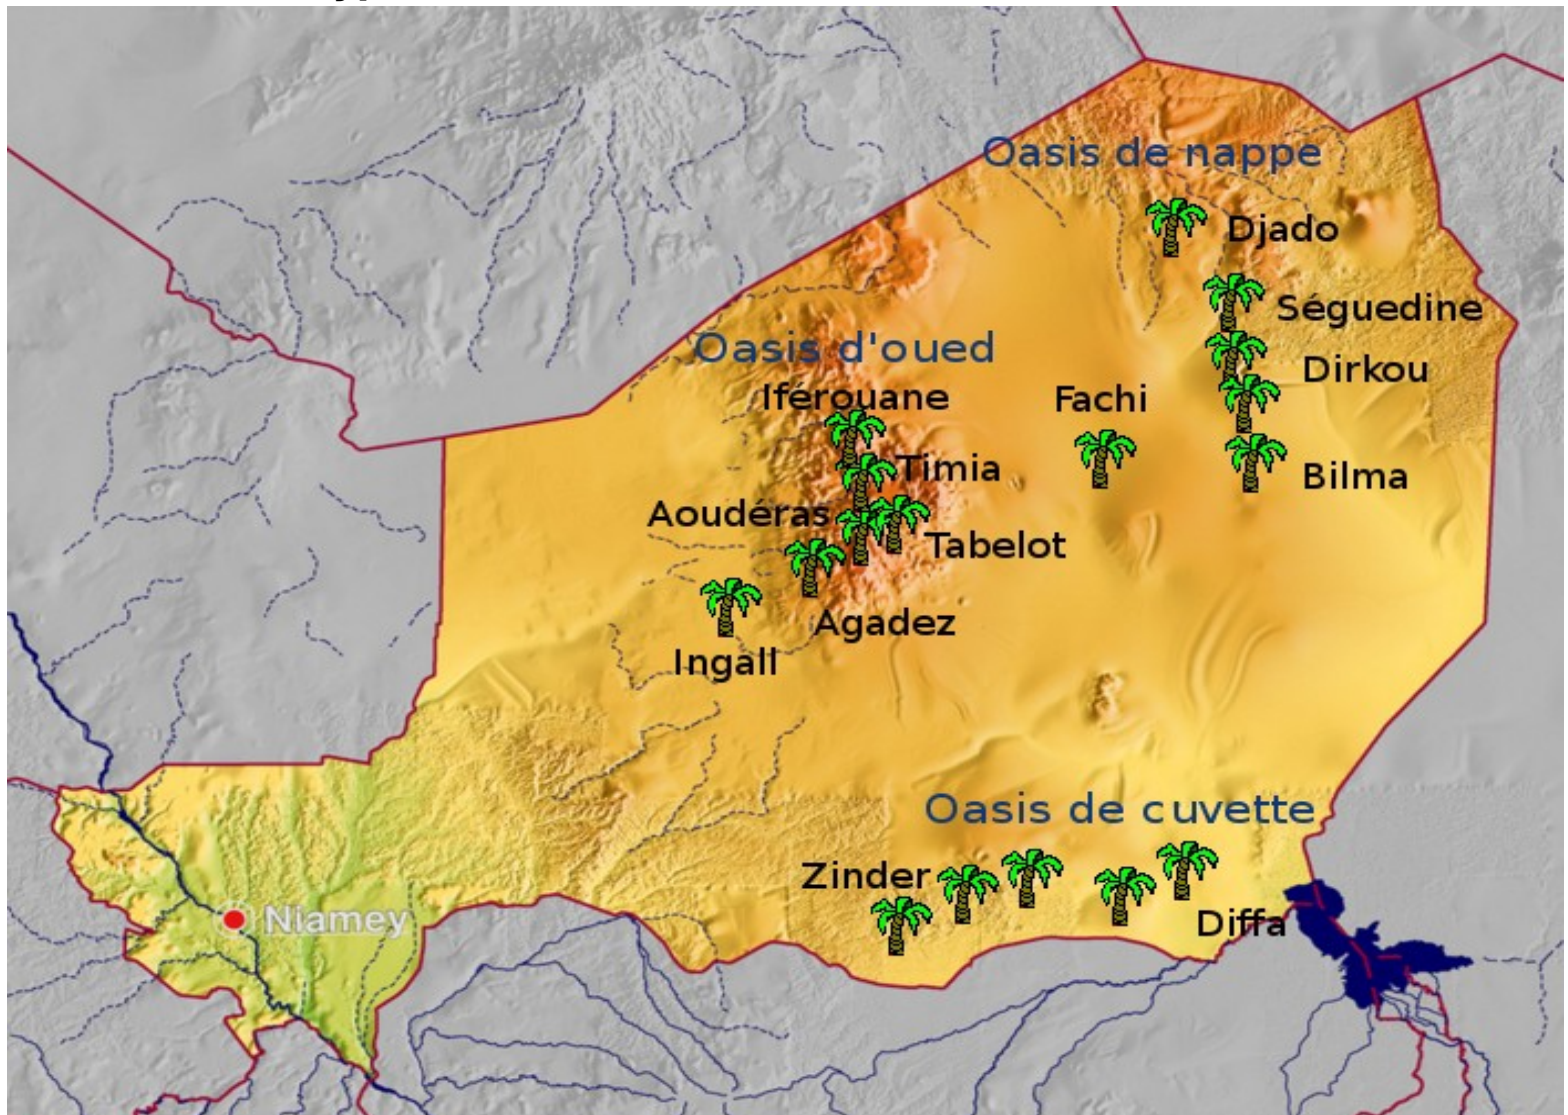 Oasis de nappe
Djado
Séguedine
Oasis d'oued
Dirkou
Iférouane
Fachi
Timia
Bilma
Aoudéras
Tabelot
Agadez
Ingall
Oasis de cuvette
Zinder
Niamey
Diffa